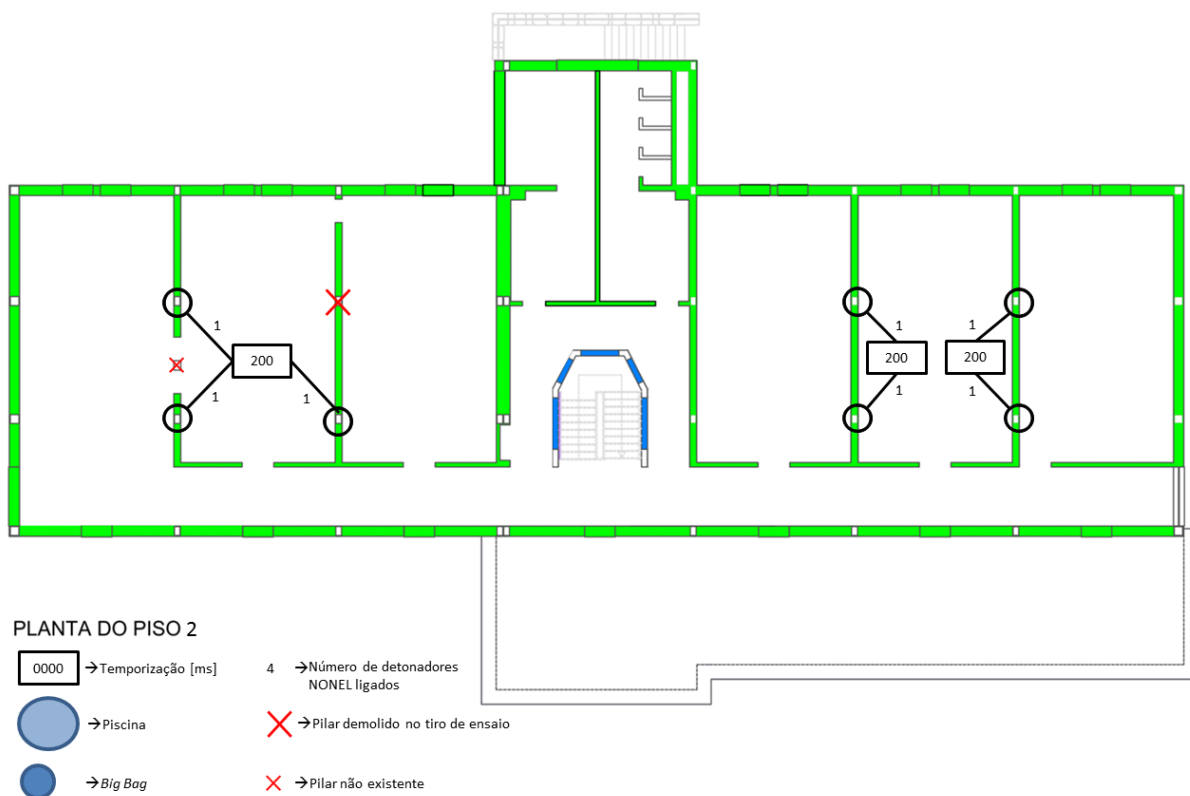 1
1
1
200
1
1
200
200
1
1
PLANTA DO PISO 2
0000 →Temporização [ms]
4 →Número de detonadores
NONEL ligados
→Piscina
→Pilar demolido no tiro de ensaio
→Big Bag
→Pilar não existente